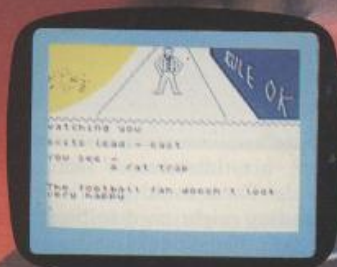 RULE OK
watching you
exits lead:- east
you see:-
a rat trap
The football fan doesn't look
very happy